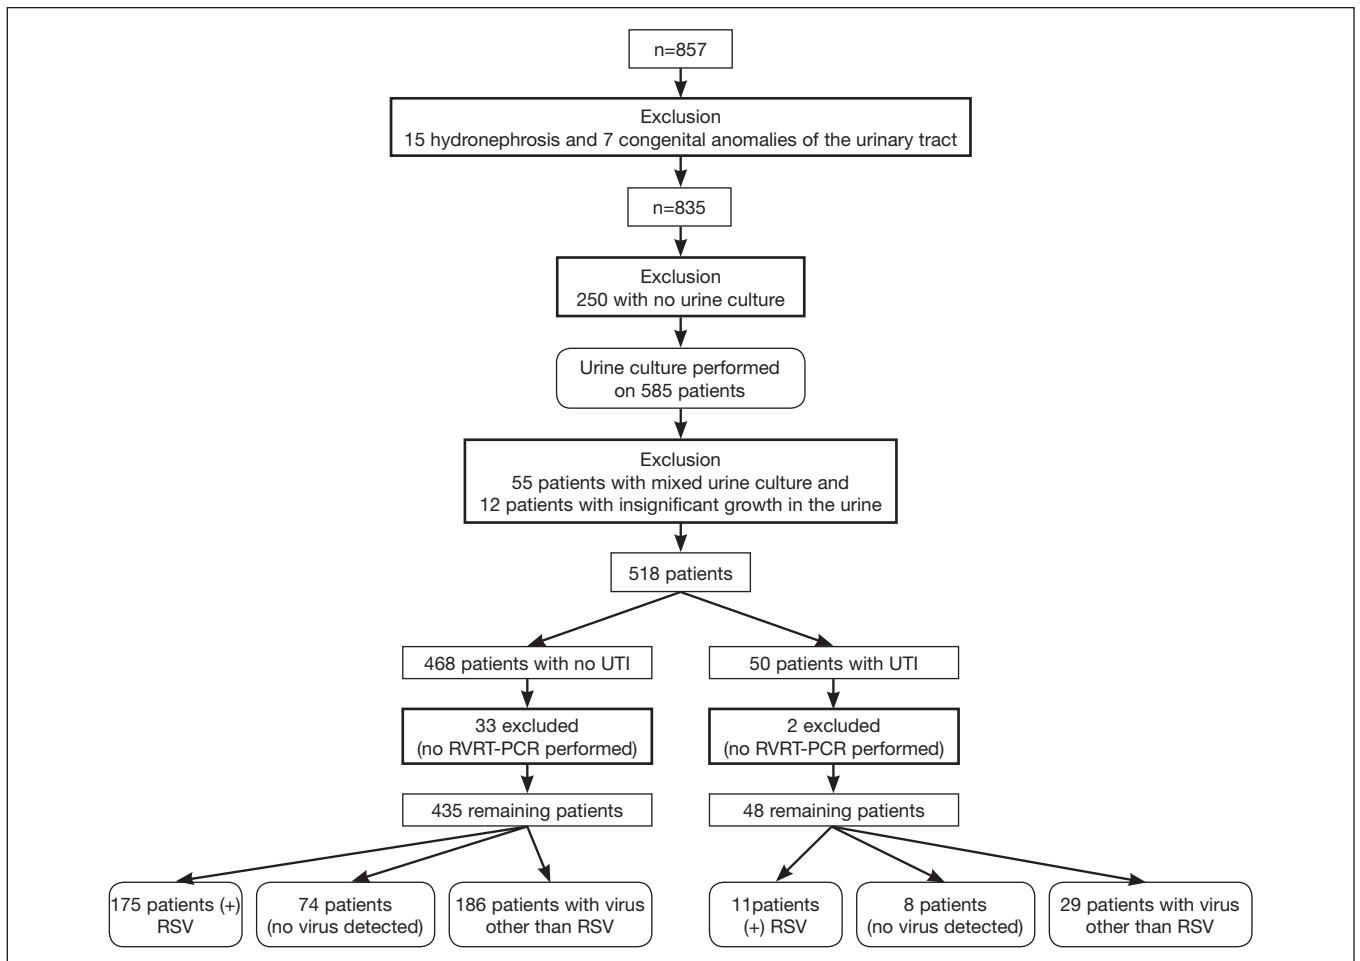 n=857
Exclusion
15 hydronephrosis and 7 congenital anomalies of the urinary tract
n=835
Exclusion
250 with no urine culture
Urine culture performed
on 585 patients
Exclusion
55 patients with mixed urine culture and
12 patients with insignificant growth in the urine
518 patients
468 patients with no UTI
50 patients with UTI
33 excluded
(no RVRT-PCR performed)
2 excluded
(no RVRT-PCR performed)
435 remaining patients
48 remaining patients
175 patients (+)
RSV
74 patients
(no virus detected)
186 patients with virus
other than RSV
11patients
(+) RSV
8 patients
(no virus detected)
29 patients with virus
other than RSV